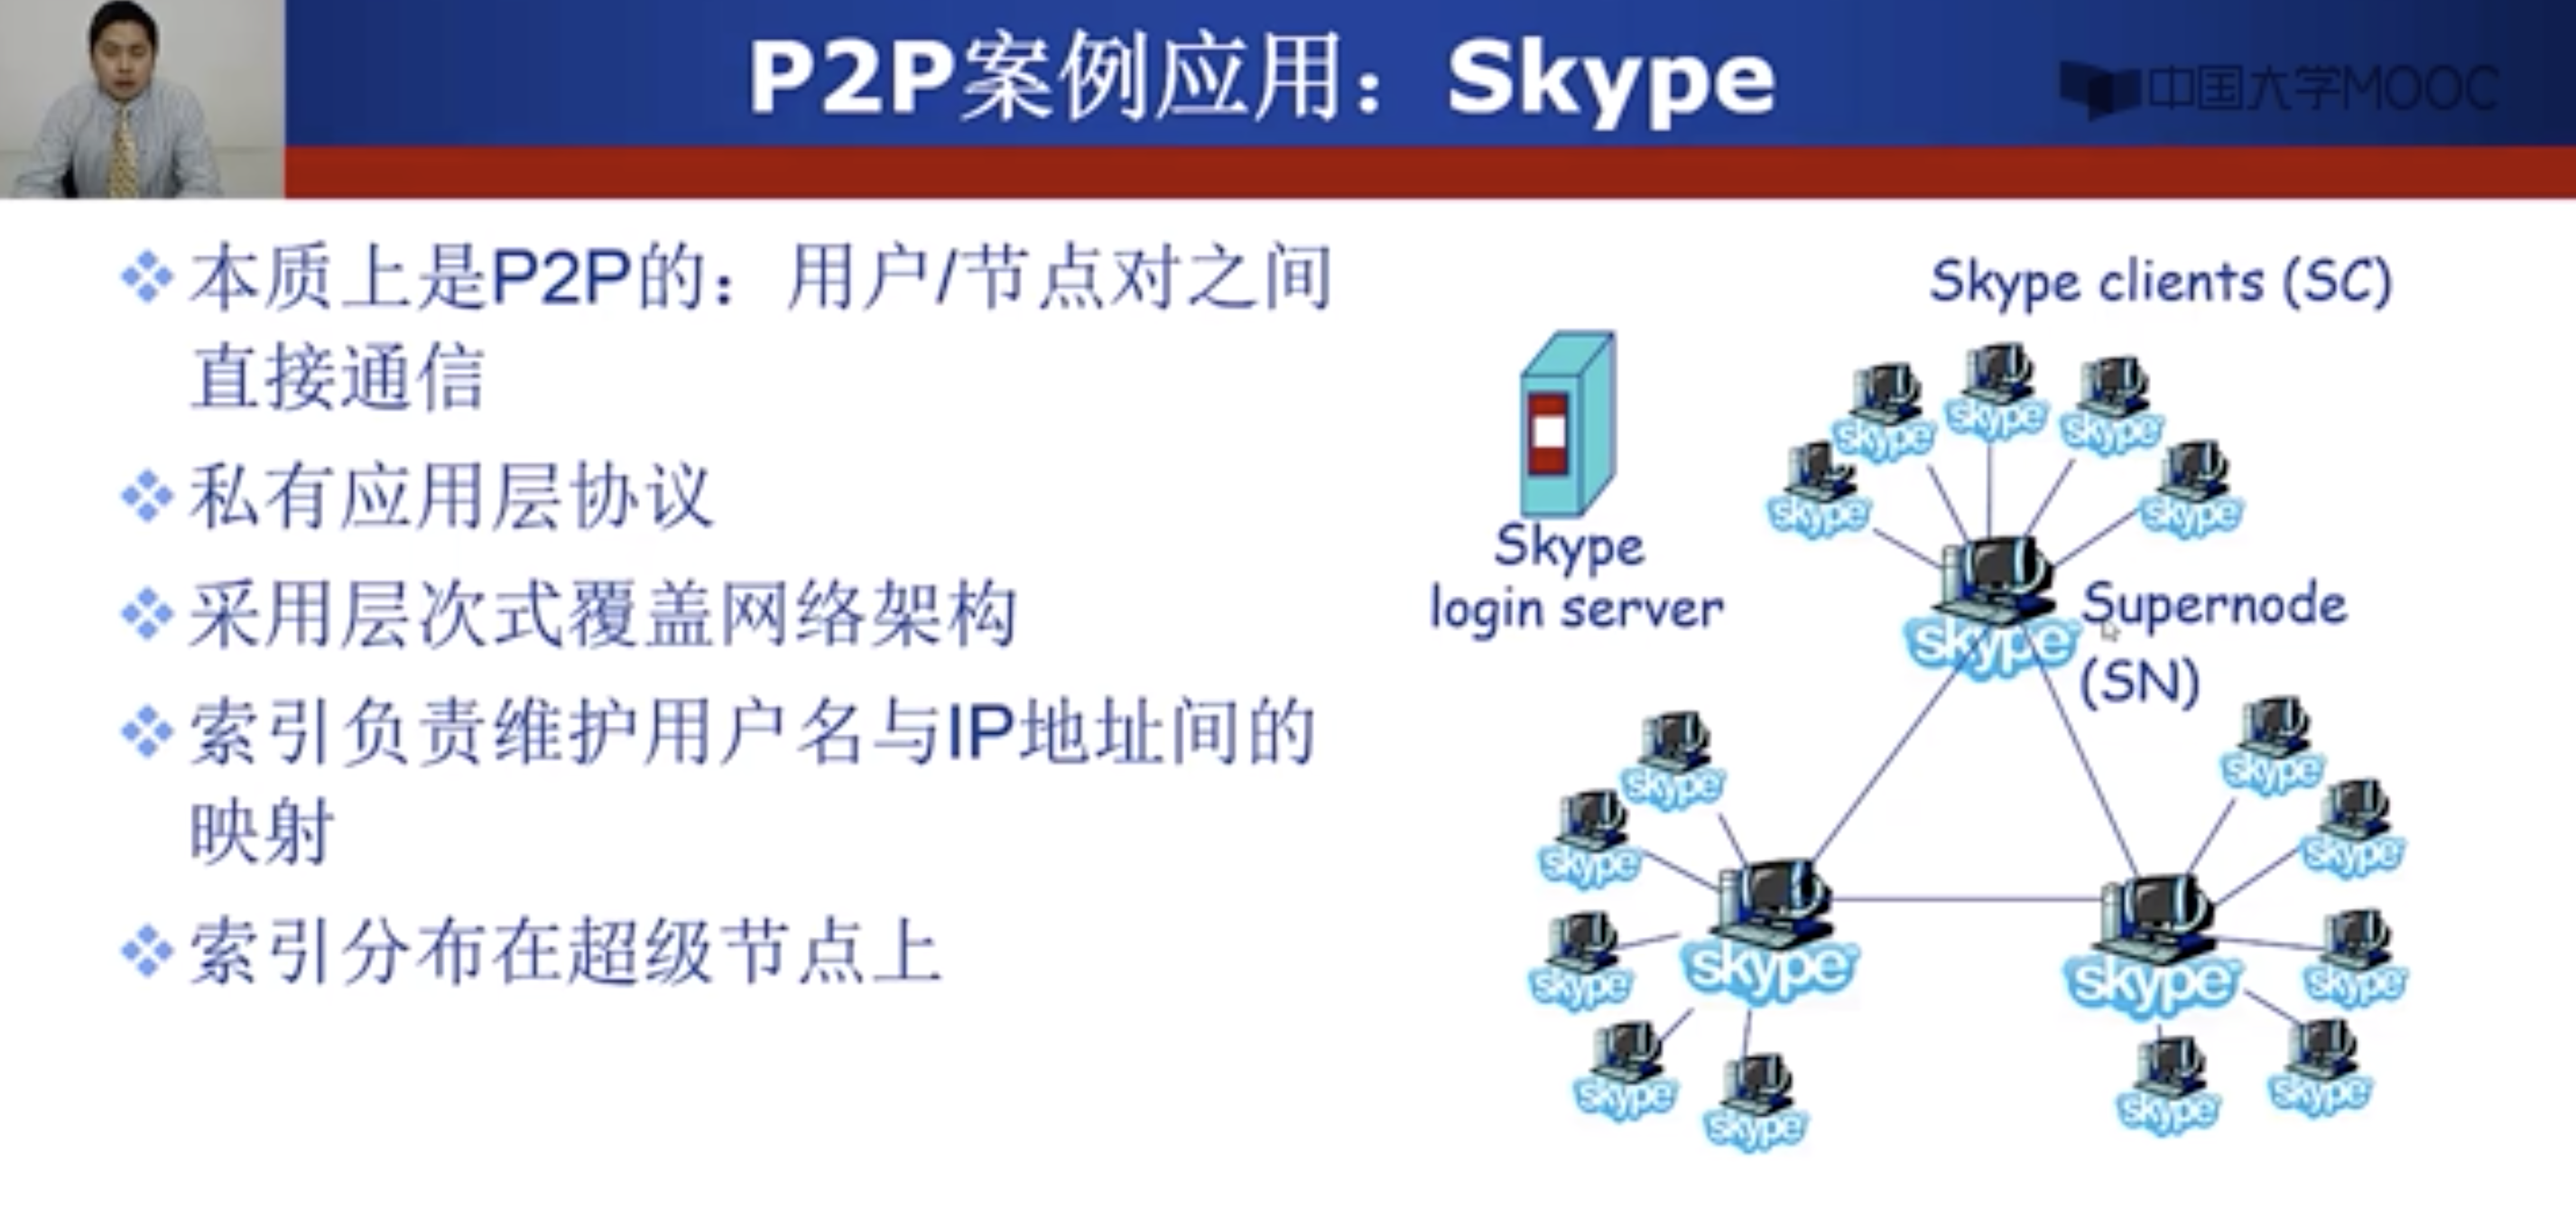 P2P案例应用：Skype
中国大学MOOC
本质上是P2P的：用户/节点对之间
直接通信
私有应用层协议
采用层次式覆盖网络架构
索引负责维护用户名与IP地址间的
映射
索引分布在超级节点上
Skype clients (SC)
skype
skype
skype
skype
skype
Skype
login server
skype
Supernode
(SN)
skype
skype
skype
skype
skype
skype
skype
skype
skype
skype
skype
skype